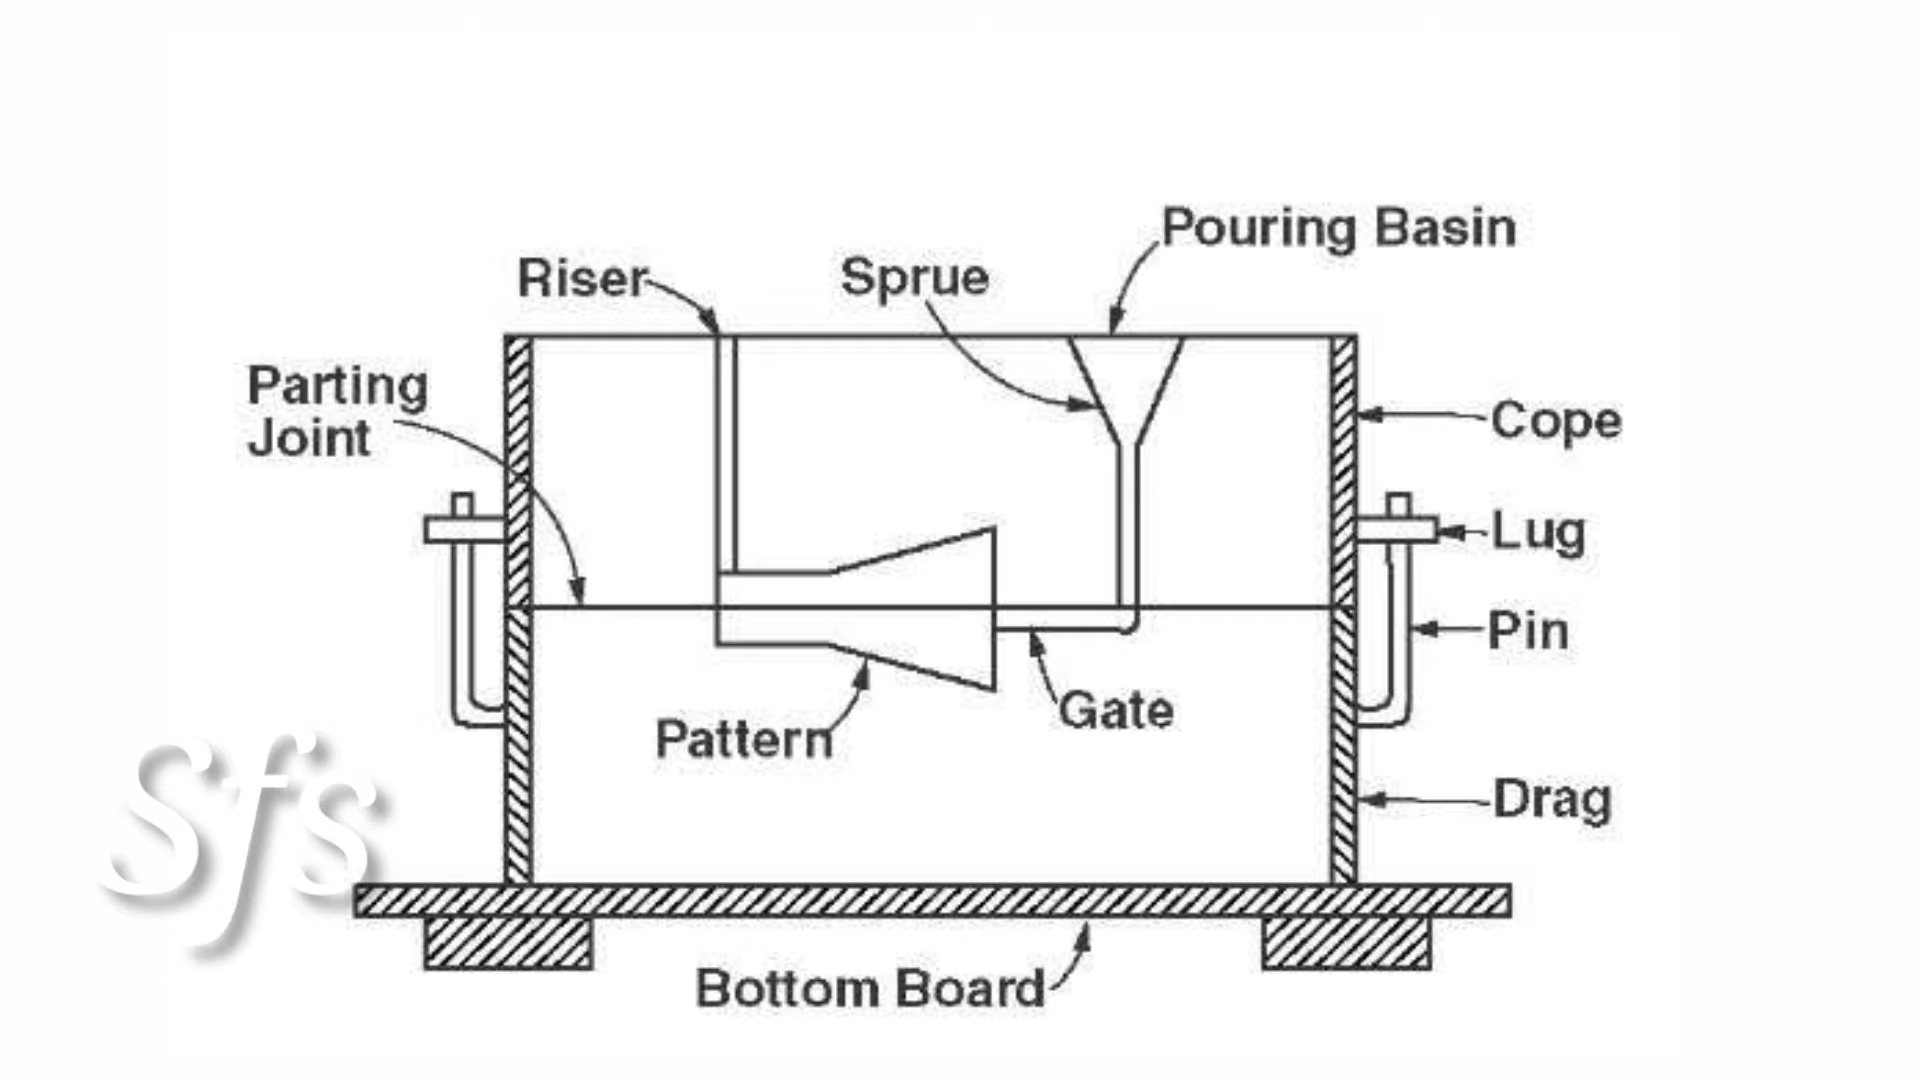 Pouring Basin
Riser
Sprue
Parting
Joint
Cope
Lug
Pin
Gate
Pattern
Drag
Sfs
Bottom Board